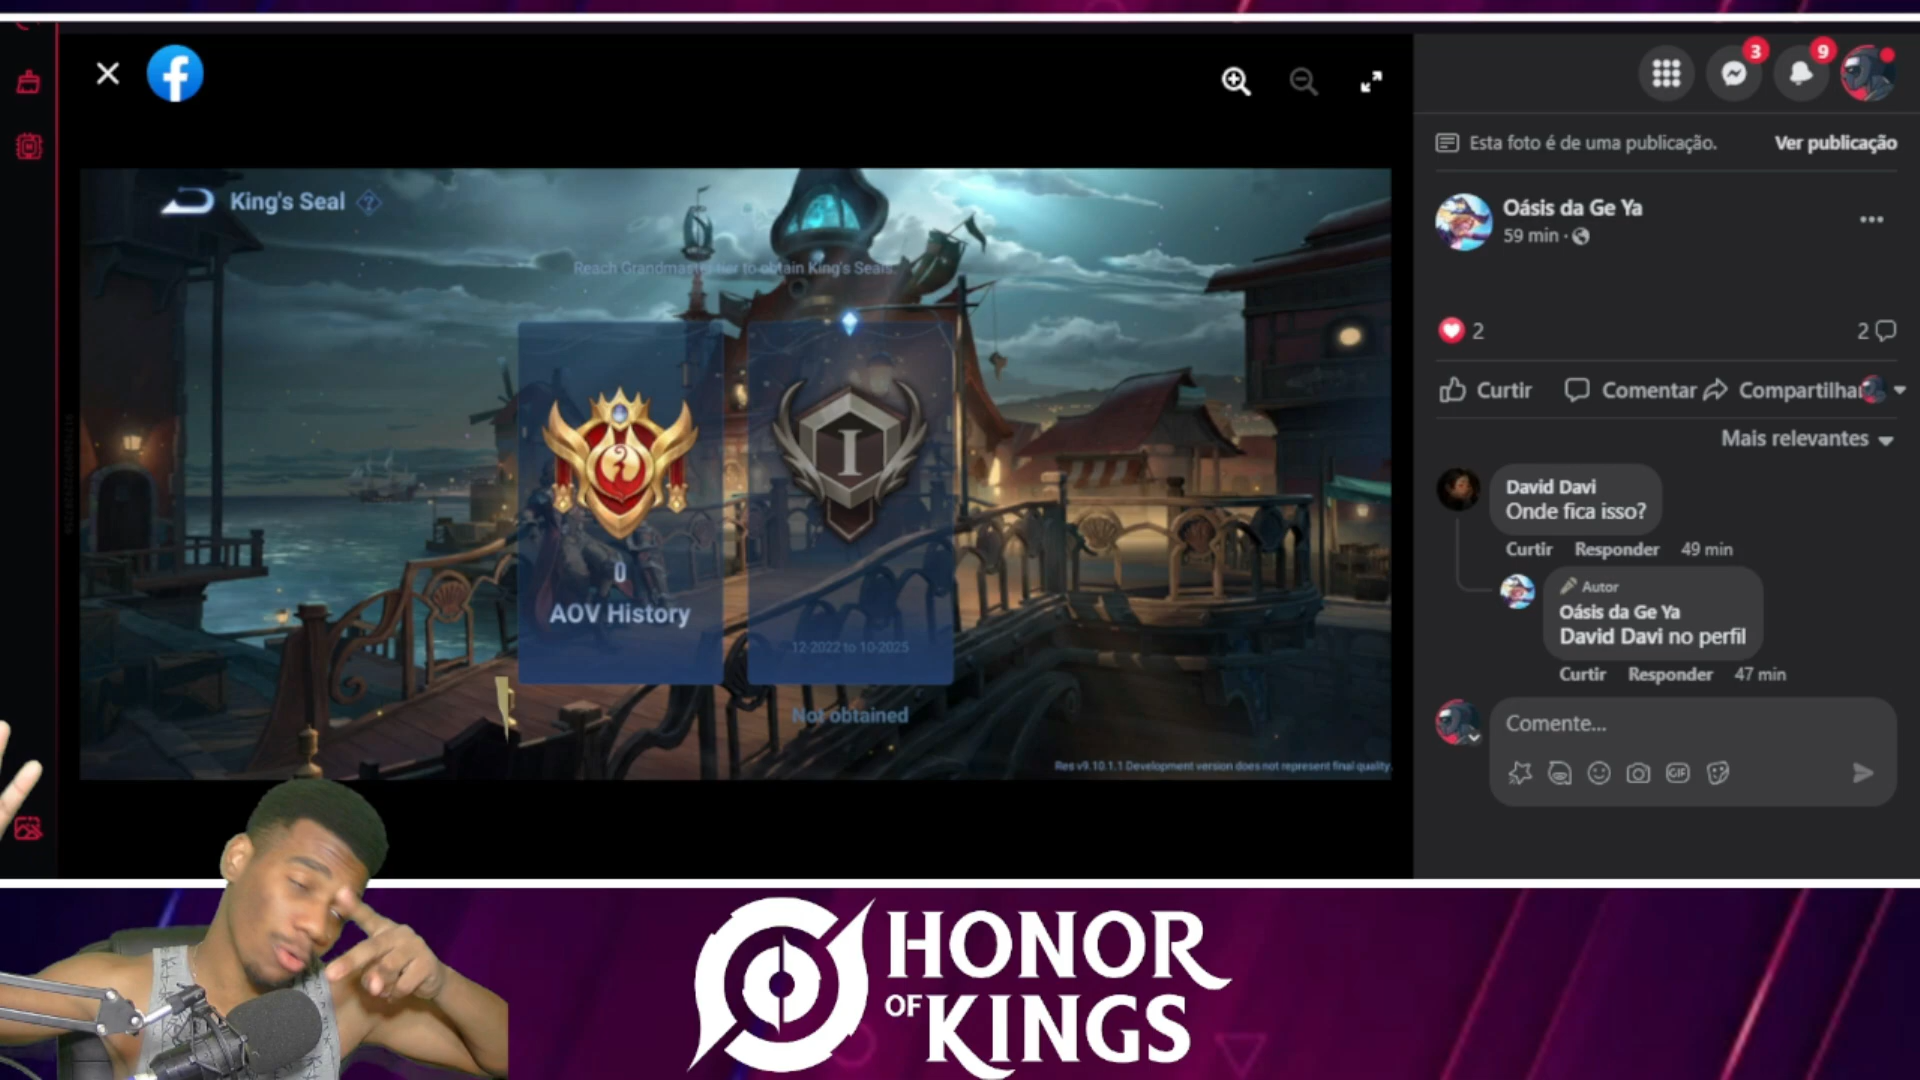 3
9
Esta foto é de uma publicação.
Ver publicação
King's Seal
?
Reach Grandmaster tier to obtain King's Seals.
I
0
AOV History
12-2022 to 10-2025
Not obtained
Res v9.10.1.1 Development version does not represent final quality.
Oásis da Ge Ya
59 min ·
2
2
Curtir
Comentar
Compartilhar
Mais relevantes
David Davi
Onde fica isso?
Curtir Responder 49 min
Autor
Oásis da Ge Ya
David Davi no perfil
Curtir Responder 47 min
Comente...
GIF
HONOR
OF KINGS